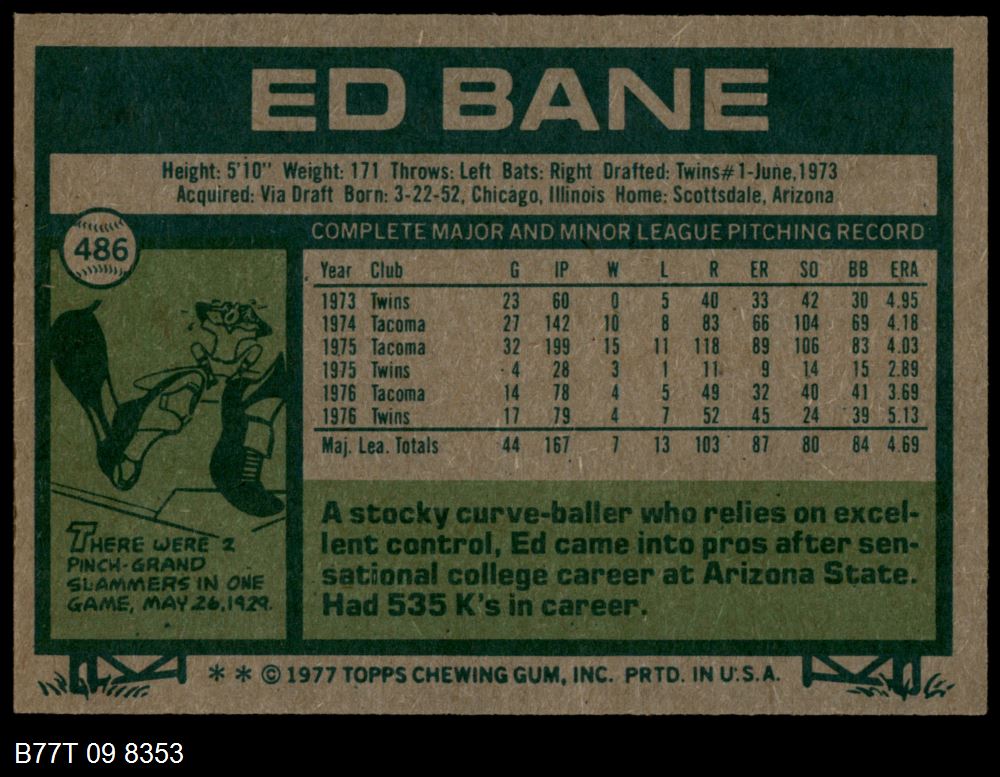 ED BANE
Height: 5'10" Weight: 171 Throws: Left Bats: Right Drafted: Twins#1-June,1973
Acquired: Via Draft Born: 3-22-52, Chicago, Illinois Home: Scottsdale, Arizona
486
COMPLETE MAJOR AND MINOR LEAGUE PITCHING RECORD
Year Club G IP W L R ER SO BB ERA
1973 Twins 23 60 0 5 40 33 42 30 4.95
1974 Tacoma 27 142 10 8 83 66 104 69 4.18
1975 Tacoma 32 199 15 11 118 89 106 83 4.03
1975 Twins 4 28 3 1 11 9 14 15 2.89
1976 Tacoma 14 78 4 5 49 32 40 41 3.69
1976 Twins 17 79 4 7 52 45 24 39 5.13
Maj. Lea. Totals 44 167 7 13 103 87 80 84 4.69
THERE WERE 2
PINCH-GRAND
SLAMMERS IN ONE
GAME, MAY 26, 1929.
A stocky curve-baller who relies on excel-
lent control, Ed came into pros after sen-
sational college career at Arizona State.
Had 535 K's in career.
** © 1977 TOPPS CHEWING GUM, INC. PRTD. IN U.S.A.
B77T 09 8353